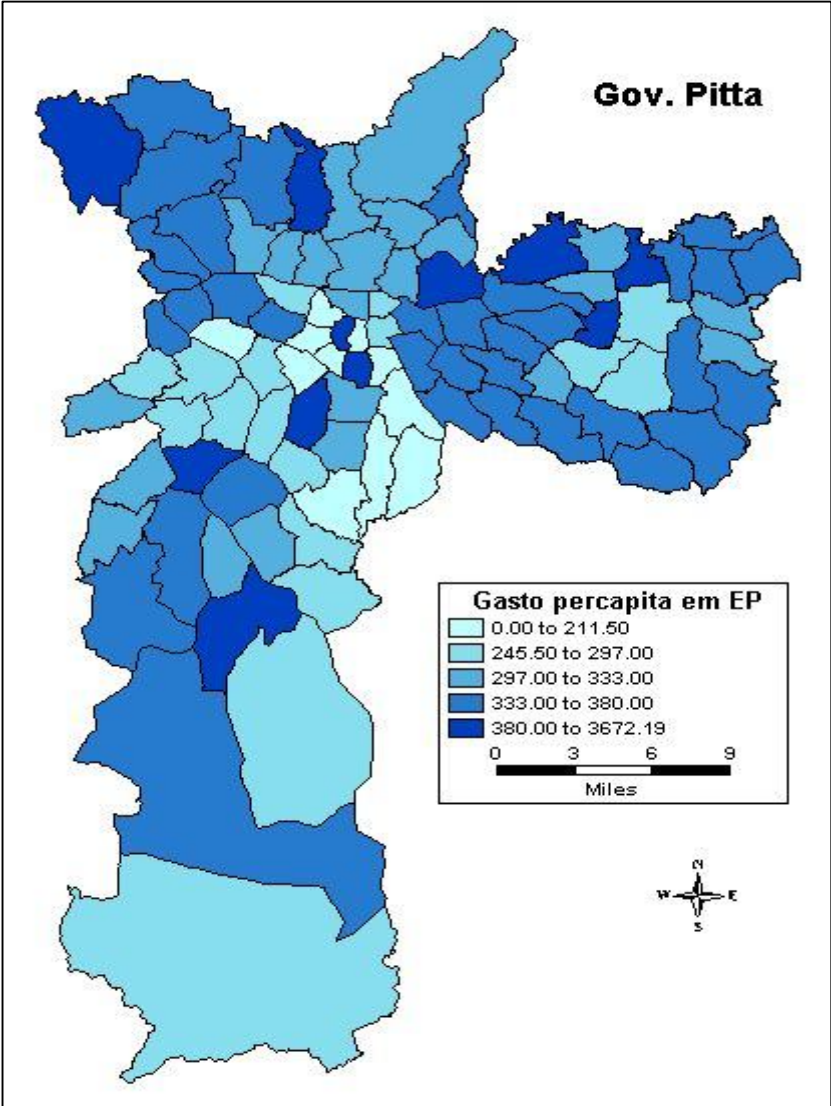 Gov. Pitta
Gasto percapita em EP
0.00 to 211.50
245.50 to 297.00
297.00 to 333.00
333.00 to 380.00
380.00 to 3672.19
0 3 6 9
Miles
N
W E
S